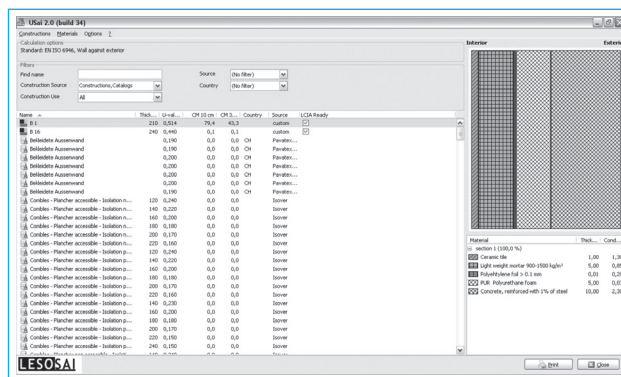 USai 2.0 (build 34)
Constructions Materials Options ?
Calculation options
Standard: EN ISO 6946, Wall against exterior
Filters
Find name
Source (No filter)
Construction Source Constructions,Catalogs
Country (No filter)
Construction Use All
Name Thick... U-val... CM 10 cm CM 3... Country Source LCIA Ready
B 1 210 0,514 79,4 43,3 custom
B 16 240 0,440 0,1 0,1 custom
Bekleidete Aussenwand 0,190 0,0 0,0 CH Pavatex...
Bekleidete Aussenwand 0,190 0,0 0,0 CH Pavatex...
Bekleidete Aussenwand 0,200 0,0 0,0 CH Pavatex...
Bekleidete Aussenwand 0,200 0,0 0,0 CH Pavatex...
Bekleidete Aussenwand 0,200 0,0 0,0 CH Pavatex...
Bekleidete Aussenwand 0,200 0,0 0,0 CH Pavatex...
Bekleidete Aussenwand 0,190 0,0 0,0 CH Pavatex...
Combles - Plancher accessible - Isolation n... 120 0,240 0,0 0,0 Isover
Combles - Plancher accessible - Isolation n... 140 0,220 0,0 0,0 Isover
Combles - Plancher accessible - Isolation n... 160 0,200 0,0 0,0 Isover
Combles - Plancher accessible - Isolation n... 180 0,180 0,0 0,0 Isover
Combles - Plancher accessible - Isolation n... 200 0,170 0,0 0,0 Isover
Combles - Plancher accessible - Isolation n... 220 0,160 0,0 0,0 Isover
Combles - Plancher accessible - Isolation p... 120 0,240 0,0 0,0 Isover
Combles - Plancher accessible - Isolation p... 140 0,220 0,0 0,0 Isover
Combles - Plancher accessible - Isolation p... 160 0,200 0,0 0,0 Isover
Combles - Plancher accessible - Isolation p... 180 0,180 0,0 0,0 Isover
Combles - Plancher accessible - Isolation p... 200 0,170 0,0 0,0 Isover
Combles - Plancher accessible - Isolation p... 220 0,160 0,0 0,0 Isover
Combles - Plancher accessible - Isolation p... 140 0,230 0,0 0,0 Isover
Combles - Plancher accessible - Isolation p... 160 0,200 0,0 0,0 Isover
Combles - Plancher accessible - Isolation p... 180 0,180 0,0 0,0 Isover
Combles - Plancher accessible - Isolation p... 200 0,170 0,0 0,0 Isover
Combles - Plancher accessible - Isolation p... 220 0,150 0,0 0,0 Isover
Combles - Plancher accessible - Isolation p... 240 0,150 0,0 0,0 Isover
LESOSAI
Interior Exterio
Material Thick... Cond...
section 1 (100,0 %)
Ceramic tile 1,00 1,30
Light weight mortar 900-1500 kg/m³ 5,00
Polyehtylene foil > 0.1 mm 0,01
PUR Polyurethane foam 5,00
Concrete, reinforced with 1% of steel 10,00 2,30
Print Close